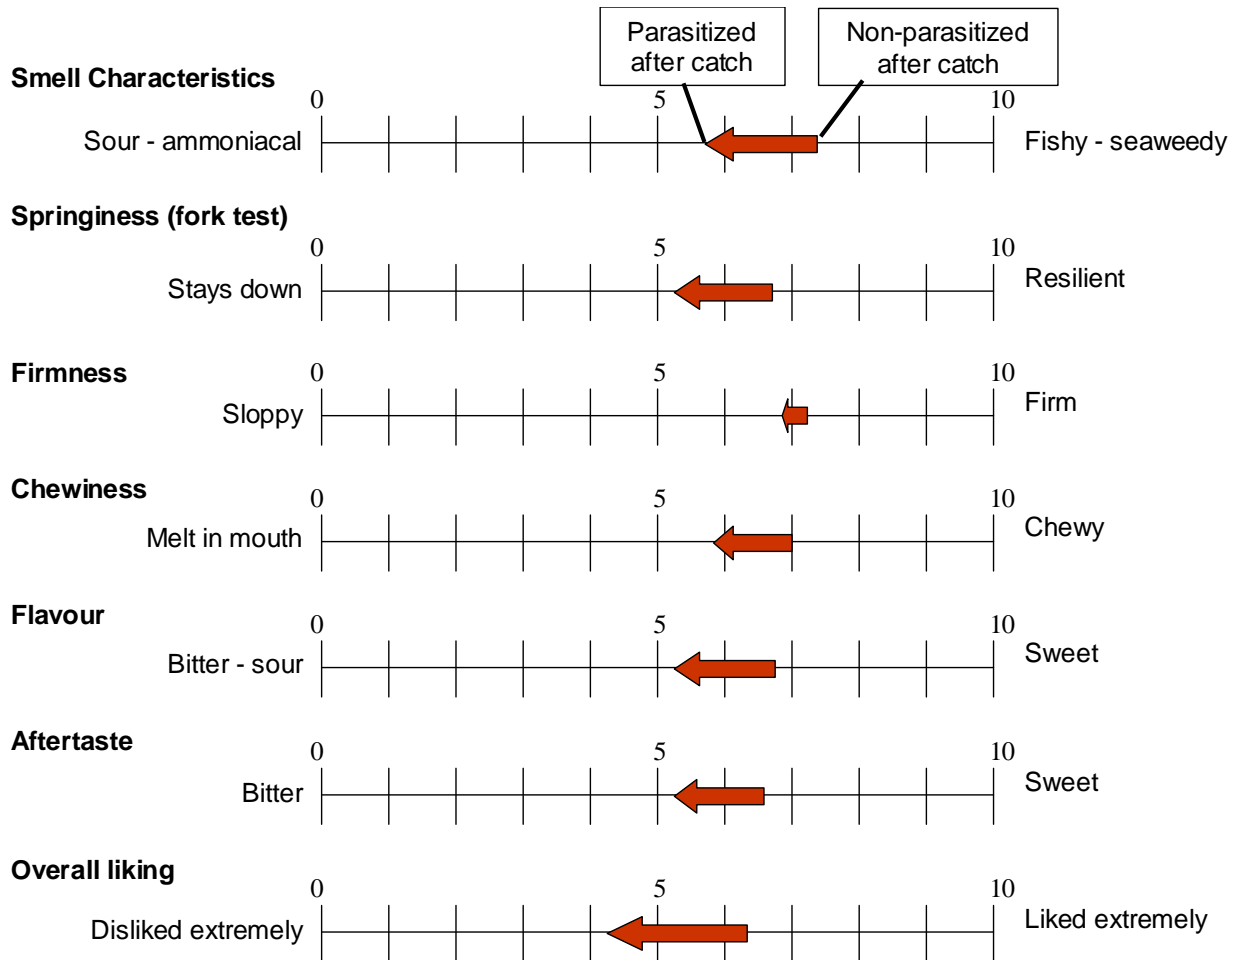 Parasitized
after catch
Non-parasitized
after catch
Smell Characteristics
0 5 10
Sour - ammoniacal
Fishy - seaweedy
Springiness (fork test)
0 5 10
Stays down
Resilient
Firmness
0 5 10
Sloppy
Firm
Chewiness
0 5 10
Melt in mouth
Chewy
Flavour
0 5 10
Bitter - sour
Sweet
Aftertaste
0 5 10
Bitter
Sweet
Overall liking
0 5 10
Disliked extremely
Liked extremely